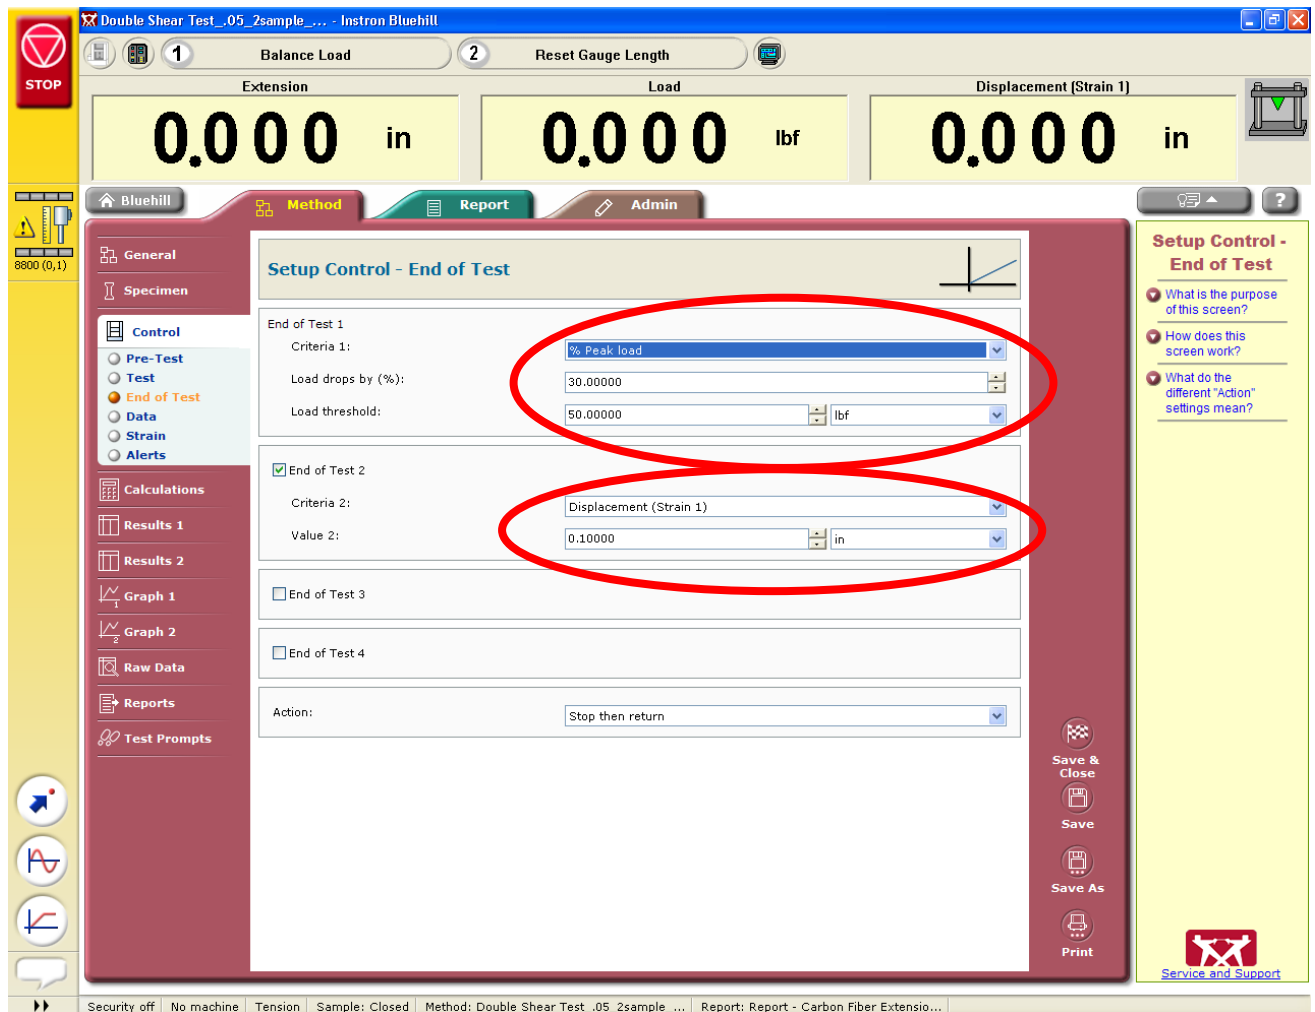 Double Shear Test_.05_2sample_... - Instron Bluehill
STOP
1 Balance Load
2 Reset Gauge Length
Extension
0.000 in
Load
0.000 lbf
Displacement (Strain 1)
0.000 in
8800 (0,1)
Bluehill
Method
Report
Admin
?
General
Specimen
Control
Pre-Test
Test
End of Test
Data
Strain
Alerts
Calculations
Results 1
Results 2
Graph 1
Graph 2
Raw Data
Reports
Test Prompts
Setup Control - End of Test
End of Test 1
Criteria 1: % Peak load
Load drops by (%): 30.00000
Load threshold: 50.00000 lbf
End of Test 2
Criteria 2: Displacement (Strain 1)
Value 2: 0.10000 in
End of Test 3
End of Test 4
Action: Stop then return
Save &
Close
Save
Save As
Print
Setup Control -
End of Test
What is the purpose
of this screen?
How does this
screen work?
What do the
different "Action"
settings mean?
Service and Support
Security off No machine Tension Sample: Closed Method: Double Shear Test_.05_2sample_... Report: Report - Carbon Fiber Extensio...